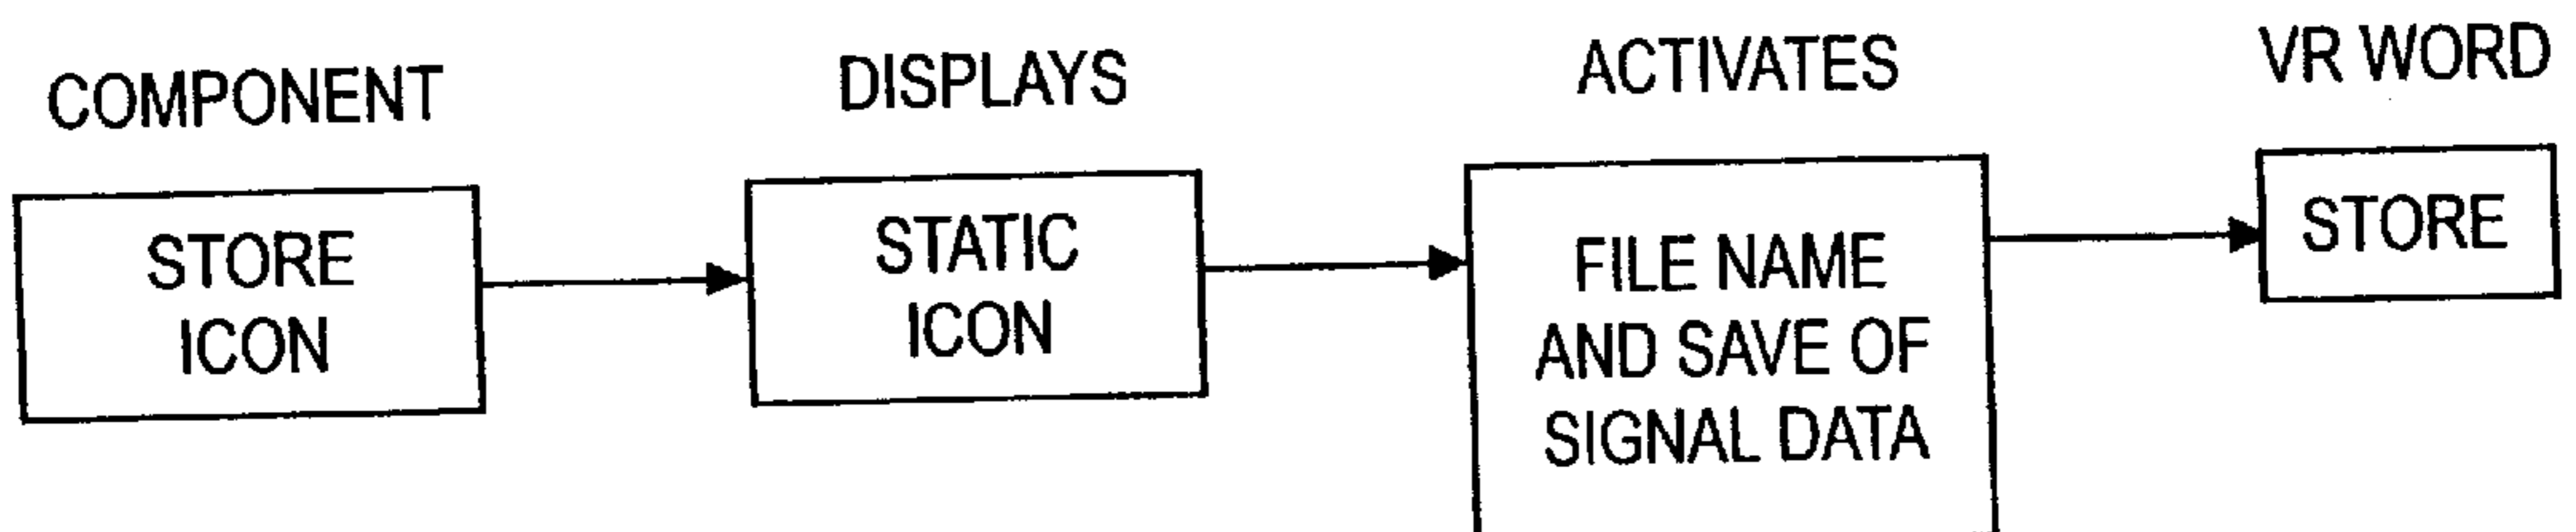 COMPONENT
DISPLAYS
ACTIVATES
VR WORD
STORE
ICON
STATIC
ICON
FILE NAME
AND SAVE OF
SIGNAL DATA
STORE